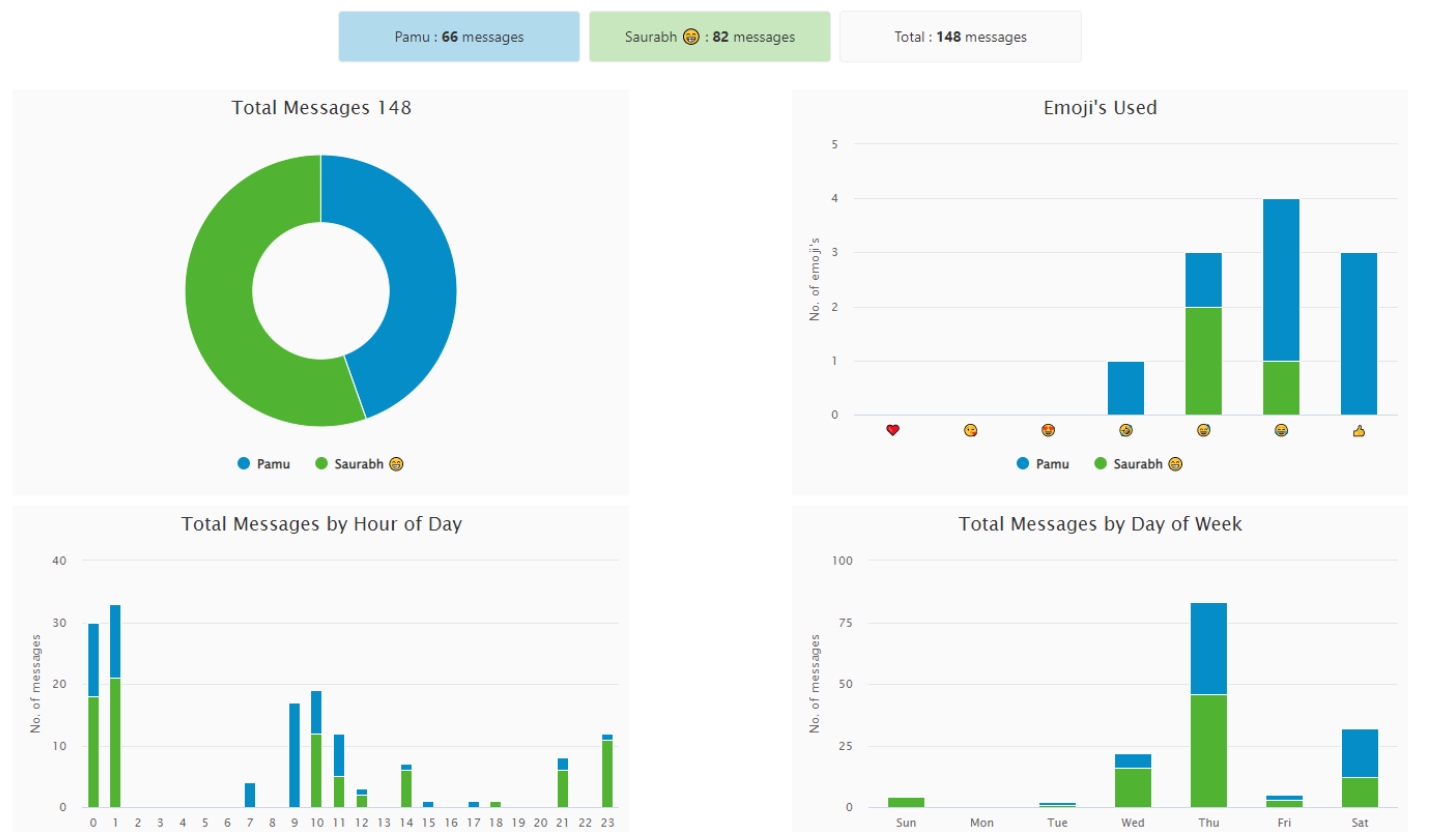 Pamu : 66 messages
Saurabh 😁 : 82 messages
Total : 148 messages
Total Messages 148
Pamu
Saurabh 😁
Emoji's Used
No. of emoji's
5
4
3
2
1
0
❤ 😘 😍 🤣 😅 😂 👍
Pamu
Saurabh 😁
Total Messages by Hour of Day
No. of messages
40
30
20
10
0
0 1 2 3 4 5 6 7 8 9 10 11 12 13 14 15 16 17 18 19 20 21 22 23
Total Messages by Day of Week
No. of messages
100
75
50
25
0
Sun Mon Tue Wed Thu Fri Sat